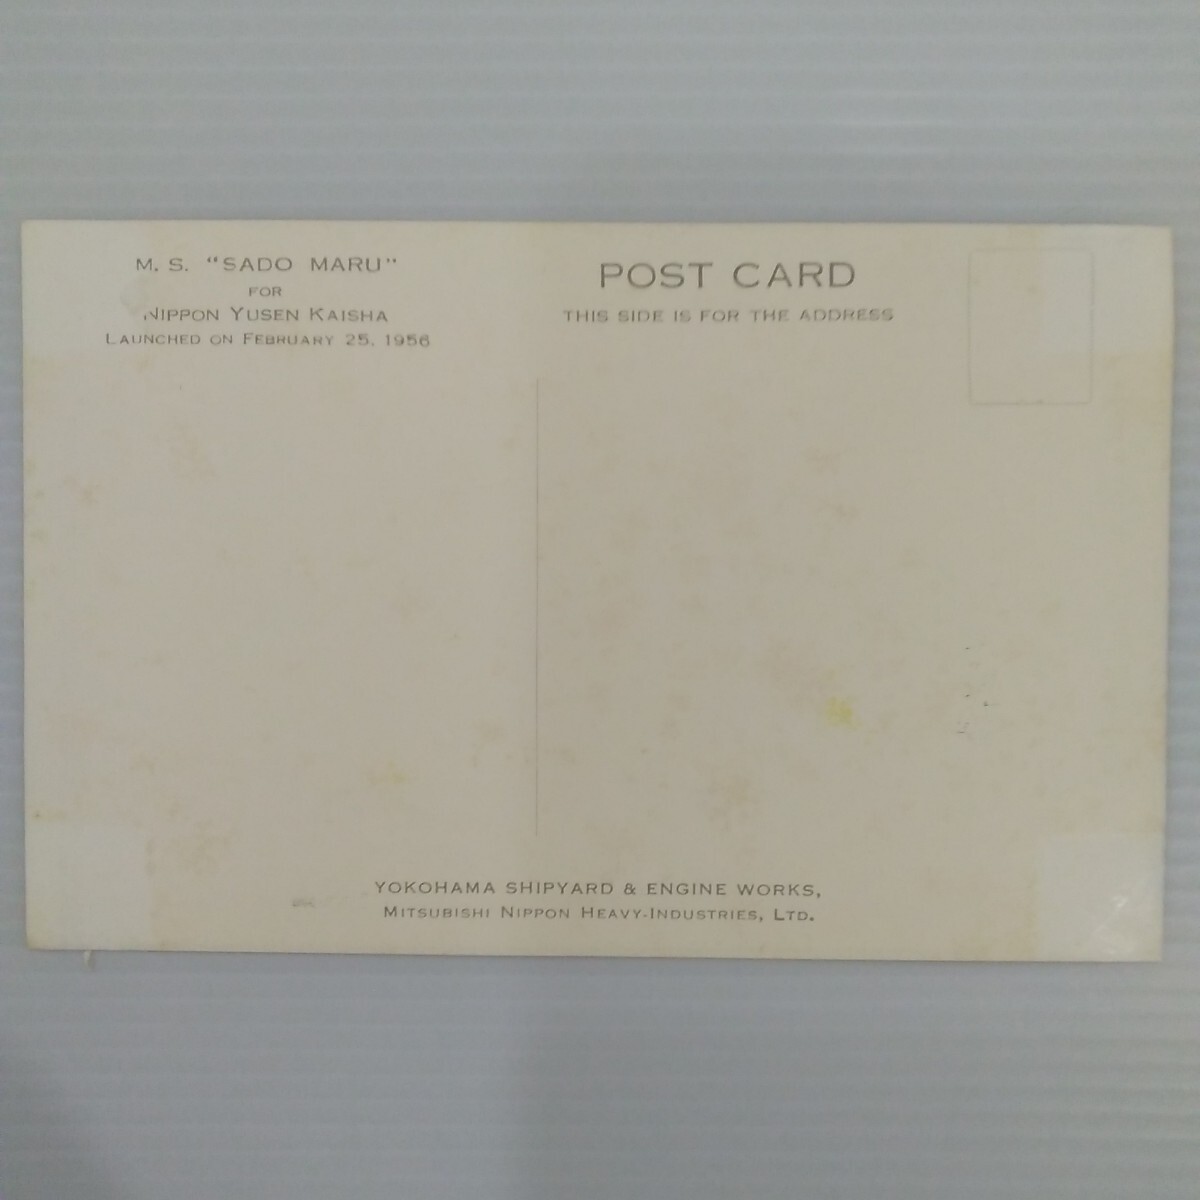 M. S. "SADO MARU"
FOR
NIPPON YUSEN KAISHA
LAUNCHED ON FEBRUARY 25, 1956
POST CARD
THIS SIDE IS FOR THE ADDRESS
YOKOHAMA SHIPYARD & ENGINE WORKS,
MITSUBISHI NIPPON HEAVY-INDUSTRIES, LTD.